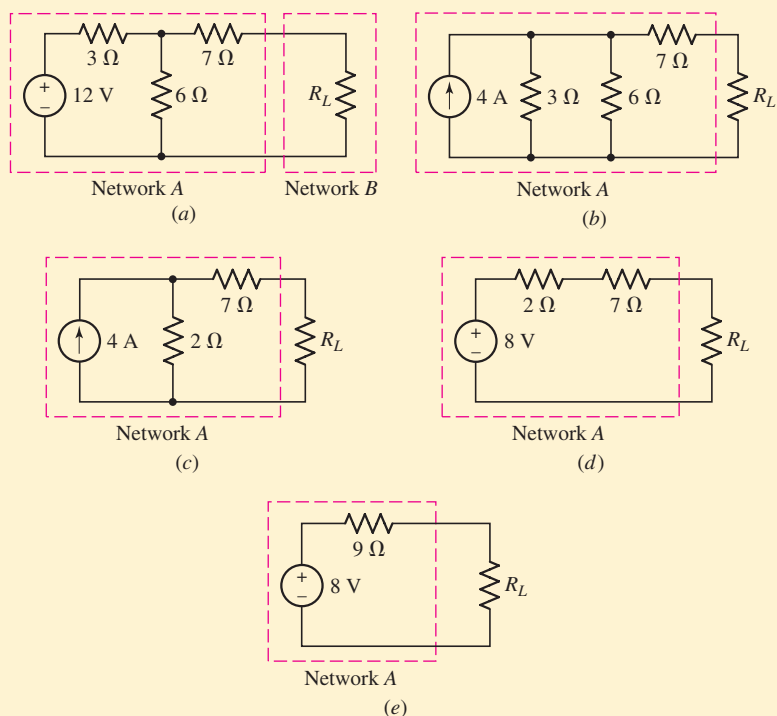 3 Ω 7 Ω
+
−
12 V 6 Ω R_L
Network A Network B
(a)
7 Ω
4 A 3 Ω 6 Ω R_L
Network A
(b)
7 Ω
4 A 2 Ω R_L
Network A
(c)
2 Ω 7 Ω
+
−
8 V R_L
Network A
(d)
9 Ω
+
−
8 V R_L
Network A
(e)